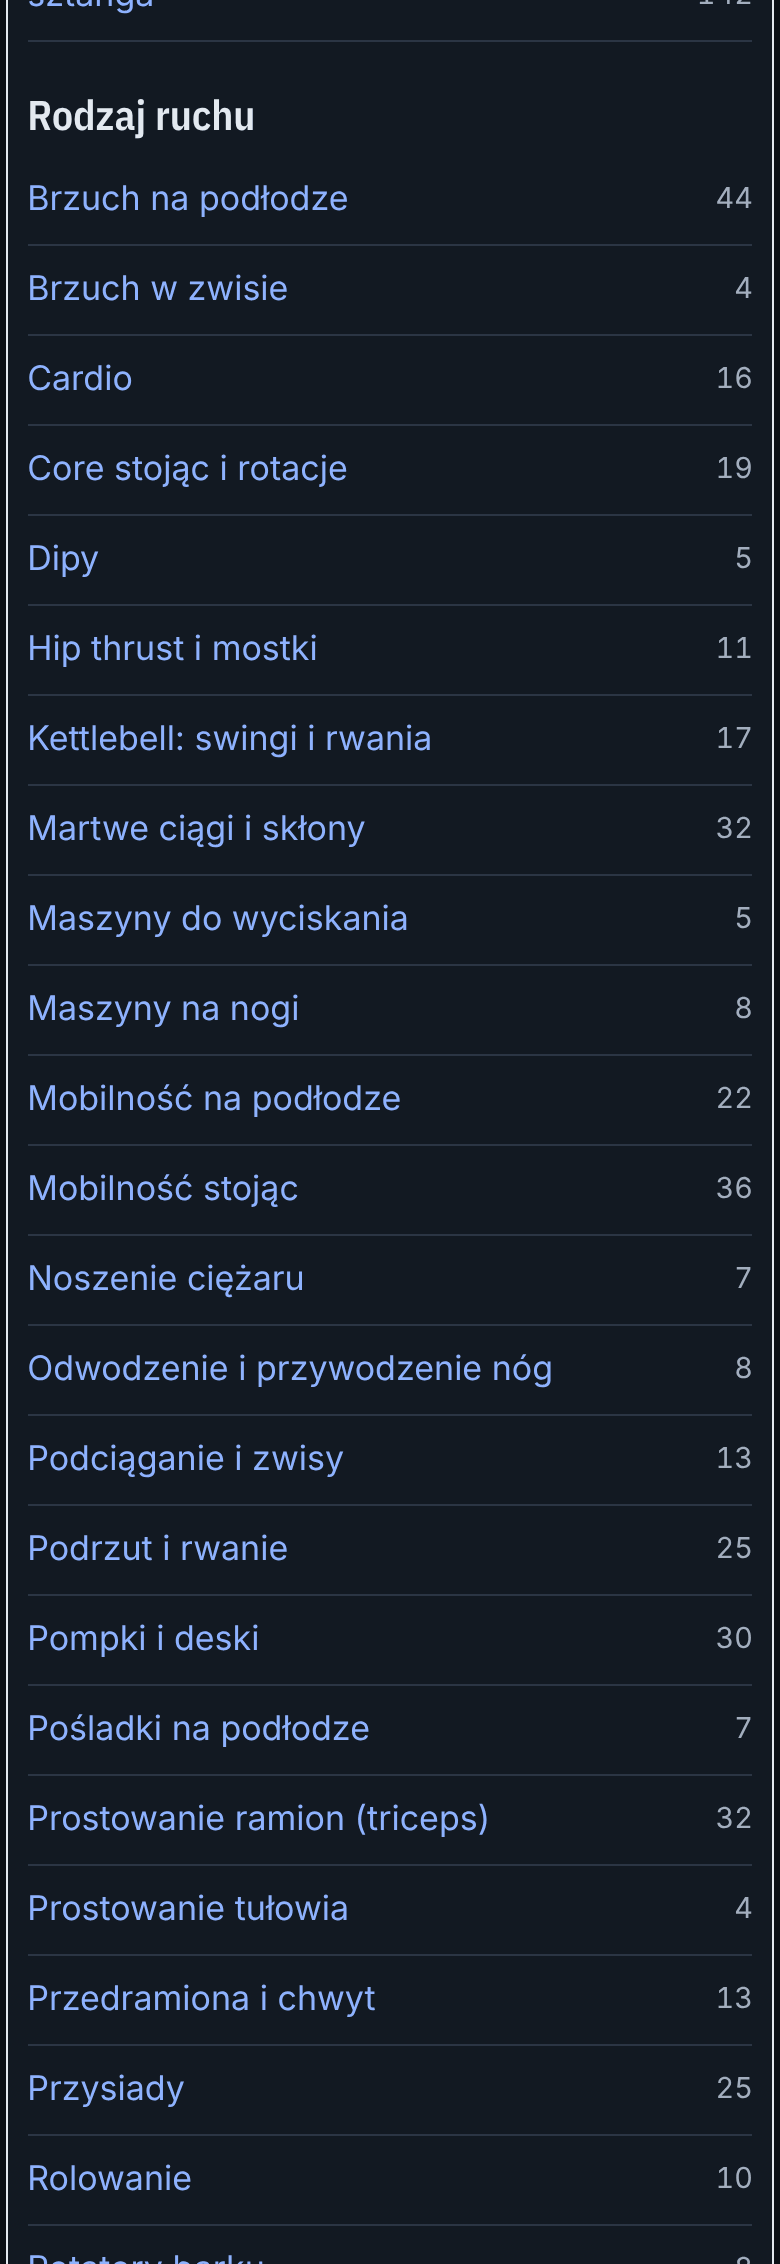 sztanga 142
Rodzaj ruchu
Brzuch na podłodze 44
Brzuch w zwisie 4
Cardio 16
Core stojąc i rotacje 19
Dipy 5
Hip thrust i mostki 11
Kettlebell: swingi i rwania 17
Martwe ciągi i skłony 32
Maszyny do wyciskania 5
Maszyny na nogi 8
Mobilność na podłodze 22
Mobilność stojąc 36
Noszenie ciężaru 7
Odwodzenie i przywodzenie nóg 8
Podciąganie i zwisy 13
Podrzut i rwanie 25
Pompki i deski 30
Pośladki na podłodze 7
Prostowanie ramion (triceps) 32
Prostowanie tułowia 4
Przedramiona i chwyt 13
Przysiady 25
Rolowanie 10
Rotatory barku